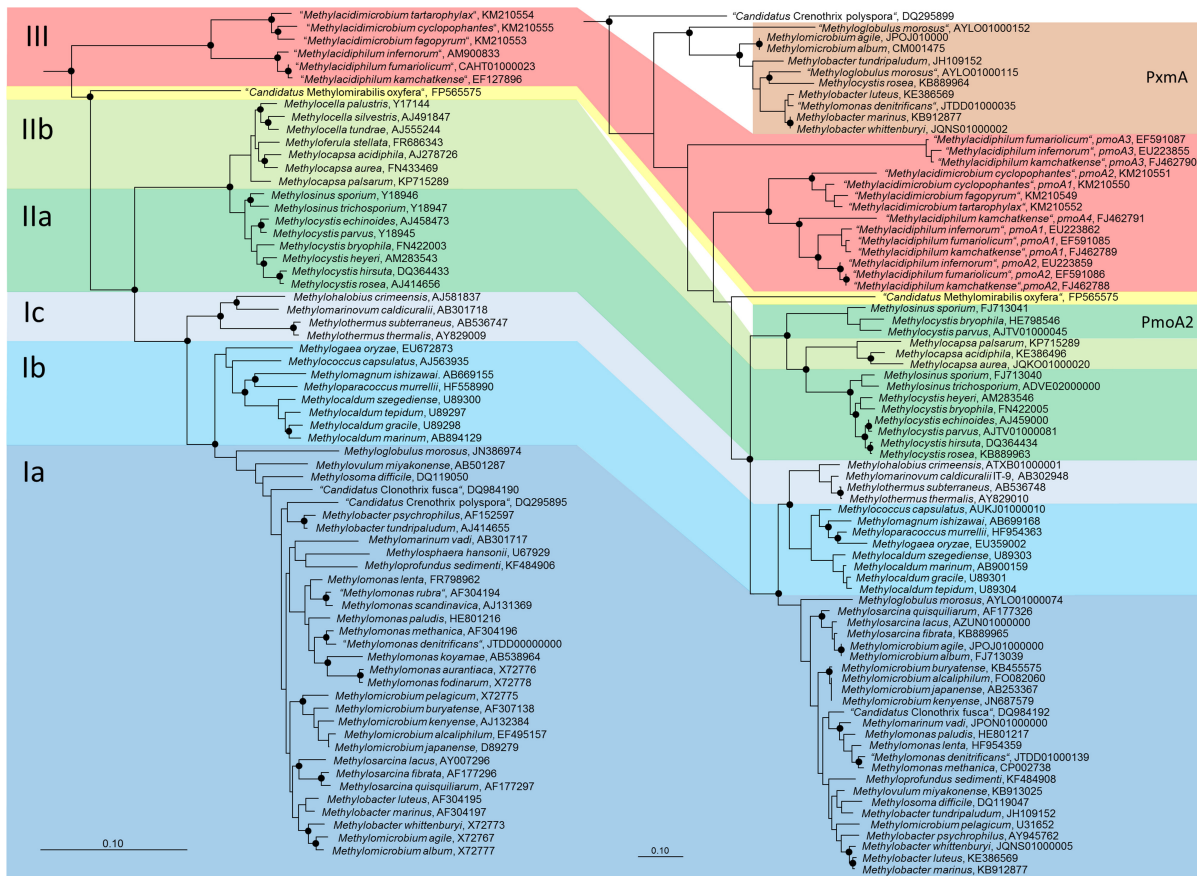 III
"Methylacidimicrobium tartarophylax", KM210554
"Methylacidimicrobium cyclopophantes", KM210555
"Methylacidimicrobium fagopyrum", KM210553
"Methylacidiphilum infernorum", AM900833
"Methylacidiphilum fumariolicum", CAHT01000023
"Methylacidiphilum kamchatkense", EF127896
"Candidatus Methylomirabilis oxyfera", FP565575
IIb
Methylocella palustris, Y17144
Methylocella silvestris, AJ491847
Methylocella tundrae, AJ555244
Methyloferula stellata, FR686343
Methylocapsa acidiphila, AJ278726
Methylocapsa aurea, FN433469
Methylocapsa palsarum, KP715289
IIa
Methylosinus sporium, Y18946
Methylosinus trichosporium, Y18947
Methylocystis echinoides, AJ458473
Methylocystis parvus, Y18945
Methylocystis bryophila, FN422003
Methylocystis heyeri, AM283543
Methylocystis hirsuta, DQ364433
Methylocystis rosea, AJ414656
Ic
Methylohalobius crimeensis, AJ581837
Methylomarinovum caldicuralii, AB301718
Methylothermus subterraneus, AB536747
Methylothermus thermalis, AY829009
Ib
Methylogaea oryzae, EU672873
Methylococcus capsulatus, AJ563935
Methylomagnum ishizawai, AB669155
Methyloparacoccus murrellii, HF558990
Methylocaldum szegediense, U89300
Methylocaldum tepidum, U89297
Methylocaldum gracile, U89298
Methylocaldum marinum, AB894129
Ia
Methyloglobulus morosus, JN386974
Methylovulum miyakonense, AB501287
Methylosoma difficile, DQ119050
"Candidatus Clonothrix fusca", DQ984190
"Candidatus Crenothrix polyspora", DQ295895
Methylobacter psychrophilus, AF152597
Methylobacter tundripaludum, AJ414655
Methylomarinum vadi, AB301717
Methylosphaera hansonii, U67929
Methyloprofundus sedimenti, KF484906
Methylomonas lenta, FR798962
"Methylomonas rubra", AF304194
Methylomonas scandinavica, AJ131369
Methylomonas paludis, HE801216
Methylomonas methanica, AF304196
"Methylomonas denitrificans", JTDD00000000
Methylomonas koyamae, AB538964
Methylomonas aurantiaca, X72776
Methylomonas fodinarum, X72778
Methylomicrobium pelagicum, X72775
Methylomicrobium buryatense, AF307138
Methylomicrobium kenyense, AJ132384
Methylomicrobium alcaliphilum, EF495157
Methylomicrobium japanense, D89279
Methylosarcina lacus, AY007296
Methylosarcina fibrata, AF177296
Methylosarcina quisquiliarum, AF177297
Methylobacter luteus, AF304195
Methylobacter marinus, AF304197
Methylobacter whittenburyi, X72773
Methylomicrobium agile, X72767
Methylomicrobium album, X72777
0.10
"Candidatus Crenothrix polyspora", DQ295899
Methyloglobulus morosus, AYLO01000152
Methylomicrobium agile, JPOJ010000
Methylomicrobium album, CM001475
Methylobacter tundripaludum, JH109152
Methyloglobulus morosus", AYLO01000115
Methylocystis rosea, KB889964
Methylobacter luteus, KE386569
"Methylomonas denitrificans", JTDD01000035
Methylobacter marinus, KB912877
Methylobacter whittenburyi, JQNS01000002
PxmA
"Methylacidiphilum fumariolicum", pmoA3, EF591087
"Methylacidiphilum infernorum", pmoA3, EU223855
"Methylacidiphilum kamchatkense", pmoA3, FJ462790
"Methylacidimicrobium cyclopophantes", pmoA2, KM210551
"Methylacidimicrobium cyclopophantes", pmoA1, KM210550
"Methylacidimicrobium fagopyrum", KM210549
"Methylacidimicrobium tartarophylax", KM210552
"Methylacidiphilum kamchatkense", pmoA4, FJ462791
"Methylacidiphilum infernorum", pmoA1, EU223862
"Methylacidiphilum fumariolicum", pmoA1, EF591085
"Methylacidiphilum kamchatkense", pmoA1, FJ462789
"Methylacidiphilum infernorum", pmoA2, EU223859
"Methylacidiphilum fumariolicum", pmoA2, EF591086
"Methylacidiphilum kamchatkense", pmoA2, FJ462788
"Candidatus Methylomirabilis oxyfera", FP565575
Methylosinus sporium, FJ713041
Methylocystis bryophila, HE798546
Methylocystis parvus, AJTV01000045
PmoA2
Methylocapsa palsarum, KP715289
Methylocapsa acidiphila, KE386496
Methylocapsa aurea, JQKO01000020
Methylosinus sporium, FJ713040
Methylosinus trichosporium, ADVE02000000
Methylocystis heyeri, AM283546
Methylocystis bryophila, FN422005
Methylocystis echinoides, AJ459000
Methylocystis parvus, AJTV01000081
Methylocystis hirsuta, DQ364434
Methylocystis rosea, KB889963
Methylohalobius crimeensis, ATXB01000001
Methylomarinovum caldicuralii IT-9, AB302948
Methylothermus subterraneus, AB536748
Methylothermus thermalis, AY829010
Methylococcus capsulatus, AUKJ01000010
Methylomagnum ishizawai, AB699168
Methyloparacoccus murrellii, HF954363
Methylogaea oryzae, EU359002
Methylocaldum szegediense, U89303
Methylocaldum marinum, AB900159
Methylocaldum gracile, U89301
Methylocaldum tepidum, U89304
Methyloglobulus morosus, AYLO01000074
Methylosarcina quisquiliarum, AF177326
Methylosarcina lacus, AZUN01000000
Methylosarcina fibrata, KB889965
Methylomicrobium agile, JPOJ01000000
Methylomicrobium album, FJ713039
Methylomicrobium buryatense, KB455575
Methylomicrobium alcaliphilum, FO082060
Methylomicrobium japanense, AB253367
Methylomicrobium kenyense, JN687579
"Candidatus Clonothrix fusca", DQ984192
Methylomarinum vadi, JPON01000000
Methylomonas paludis, HE801217
Methylomonas lenta, HF954359
"Methylomonas denitrificans", JTDD01000139
Methylomonas methanica, CP002738
Methyloprofundus sedimenti, KF484908
Methylovulum miyakonense, KB913025
Methylosoma difficile, DQ119047
Methylobacter tundripaludum, JH109152
Methylomicrobium pelagicum, U31652
Methylobacter psychrophilus, AY945762
Methylobacter whittenburyi, JQNS01000005
Methylobacter luteus, KE386569
Methylobacter marinus, KB912877
0.10